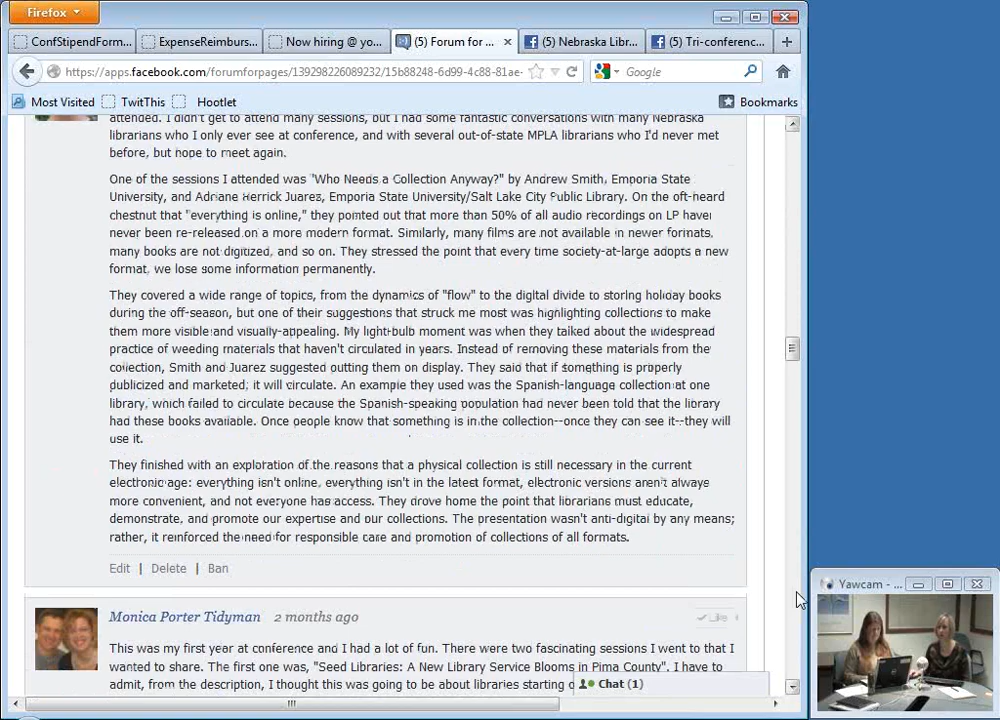 Firefox
ConfStipendForm...
ExpenseReimburs...
Now hiring @ yo...
(5) Forum for ...
(5) Nebraska Libr...
(5) Tri-conferenc...
https://apps.facebook.com/forumforpages/139298226089232/15b88248-6d99-4c88-81ae-
Google
Most Visited
TwitThis
Hootlet
Bookmarks
attended. I didn't get to attend many sessions, but I had some fantastic conversations with many Nebraska
librarians who I only ever see at conference, and with several out-of-state MPLA librarians who I'd never met
before, but hope to meet again.
One of the sessions I attended was "Who Needs a Collection Anyway?" by Andrew Smith, Emporia State
University, and Adriane Herrick Juarez, Emporia State University/Salt Lake City Public Library. On the oft-heard
chestnut that "everything is online," they pointed out that more than 50% of all audio recordings on LP have
never been re-released on a more modern format. Similarly, many films are not available in newer formats,
many books are not digitized, and so on. They stressed the point that every time society-at-large adopts a new
format, we lose some information permanently.
They covered a wide range of topics, from the dynamics of "flow" to the digital divide to storing holiday books
during the off-season, but one of their suggestions that struck me most was highlighting collections to make
them more visible and visually-appealing. My light-bulb moment was when they talked about the widespread
practice of weeding materials that haven't circulated in years. Instead of removing these materials from the
collection, Smith and Juarez suggested putting them on display. They said that if something is properly
publicized and marketed; it will circulate. An example they used was the Spanish-language collection at one
library, which failed to circulate because the Spanish-speaking population had never been told that the library
had these books available. Once people know that something is in the collection--once they can see it--they will
use it.
They finished with an exploration of the reasons that a physical collection is still necessary in the current
electronic age: everything isn't online, everything isn't in the latest format, electronic versions aren't always
more convenient, and not everyone has access. They drove home the point that librarians must educate,
demonstrate, and promote our expertise and our collections. The presentation wasn't anti-digital by any means;
rather, it reinforced the need for responsible care and promotion of collections of all formats.
Edit | Delete | Ban
Monica Porter Tidyman 2 months ago
Like
This was my first year at conference and I had a lot of fun. There were two fascinating sessions I went to that I
wanted to share. The first one was, "Seed Libraries: A New Library Service Blooms in Pima County". I have to
admit, from the description, I thought this was going to be about libraries starting
Chat (1)
Yawcam - ...